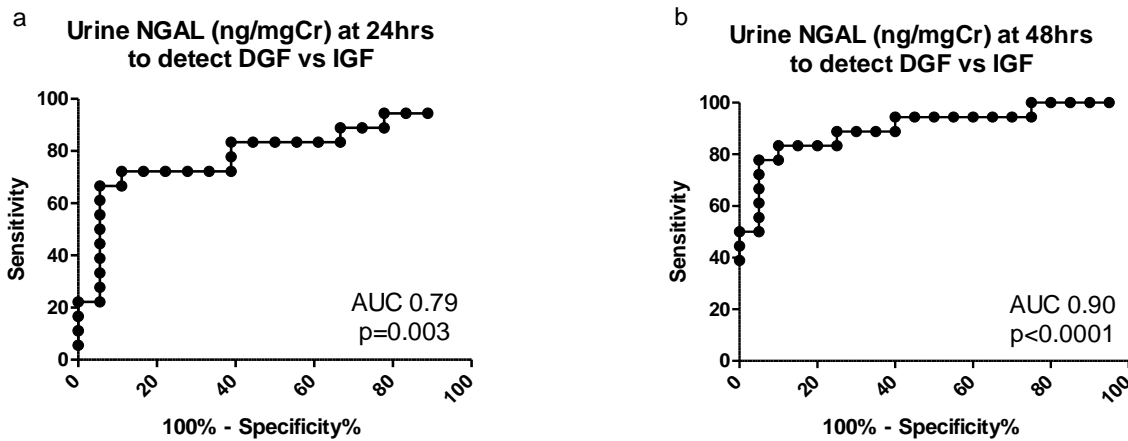 a
Urine NGAL (ng/mgCr) at 24hrs
to detect DGF vs IGF
100
80
60
40
20
0
Sensitivity
AUC 0.79
p=0.003
0
20
40
60
80
100
100% - Specificity%
b
Urine NGAL (ng/mgCr) at 48hrs
to detect DGF vs IGF
100
80
60
40
20
0
Sensitivity
AUC 0.90
p<0.0001
0
20
40
60
80
100
100% - Specificity%